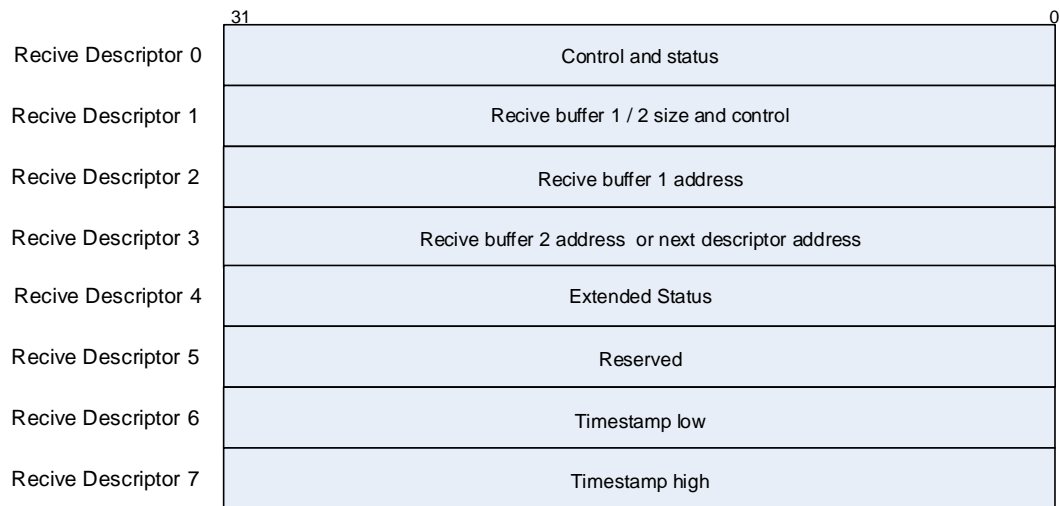 31 0
Recive Descriptor 0 Control and status
Recive Descriptor 1 Recive buffer 1 / 2 size and control
Recive Descriptor 2 Recive buffer 1 address
Recive Descriptor 3 Recive buffer 2 address or next descriptor address
Recive Descriptor 4 Extended Status
Recive Descriptor 5 Reserved
Recive Descriptor 6 Timestamp low
Recive Descriptor 7 Timestamp high